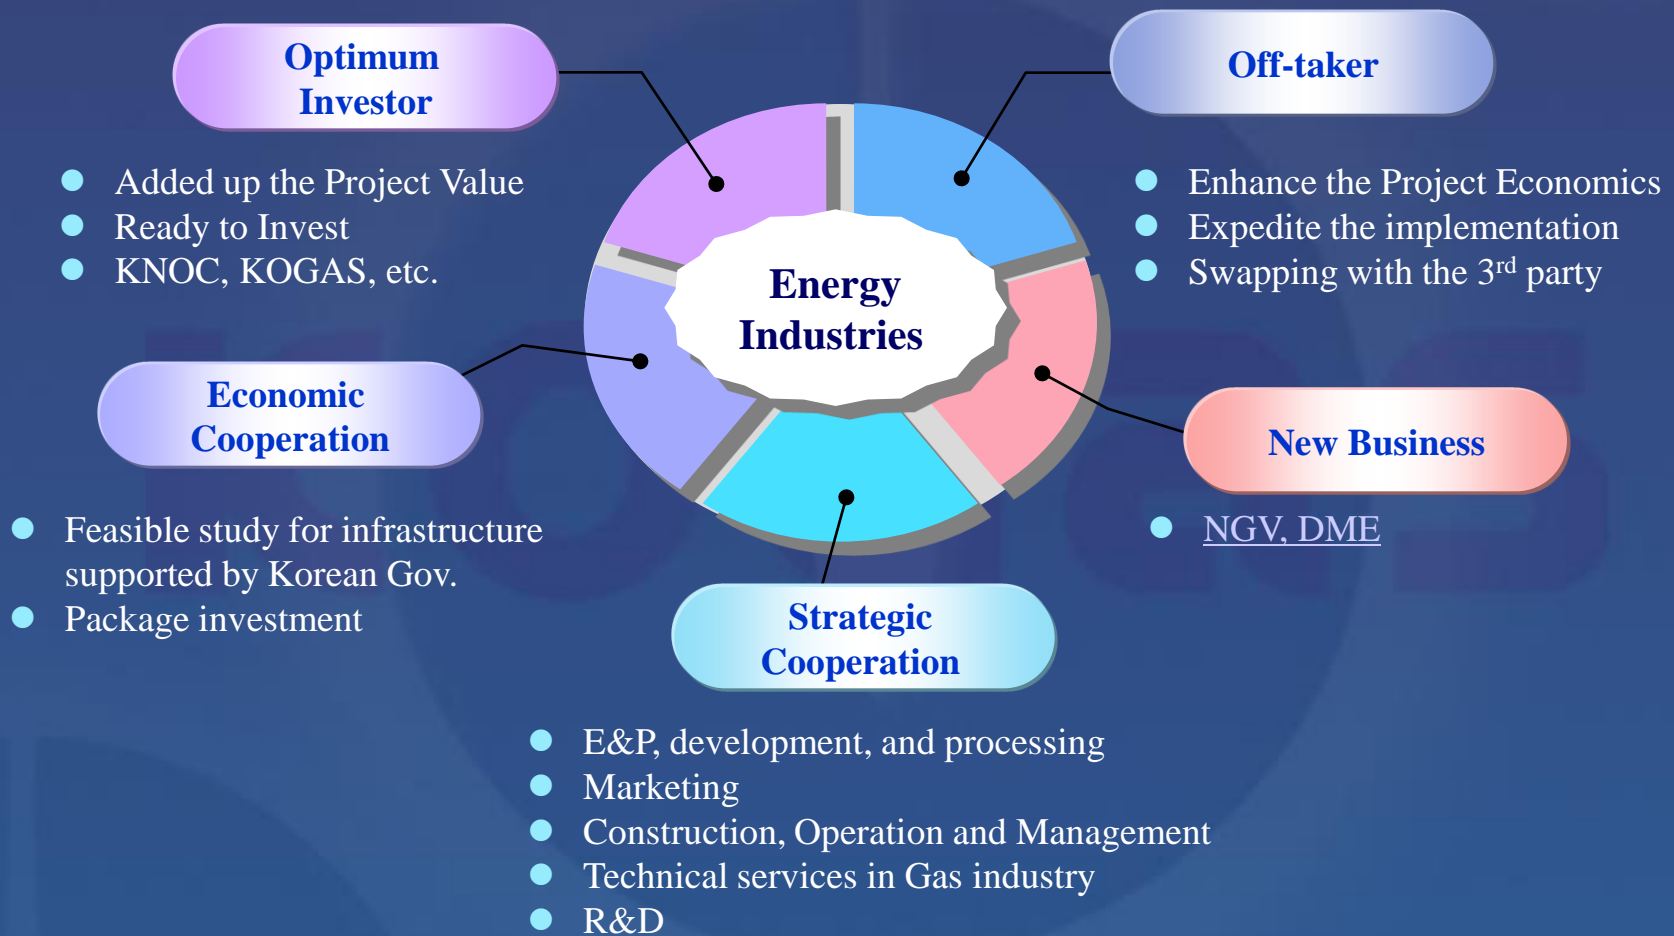 Optimum
Investor
Added up the Project Value
Ready to Invest
KNOC, KOGAS, etc.
Off-taker
Enhance the Project Economics
Expedite the implementation
Swapping with the 3rd party
Energy
Industries
Economic
Cooperation
Feasible study for infrastructure
supported by Korean Gov.
Package investment
New Business
NGV, DME
Strategic
Cooperation
E&P, development, and processing
Marketing
Construction, Operation and Management
Technical services in Gas industry
R&D
KOGAS